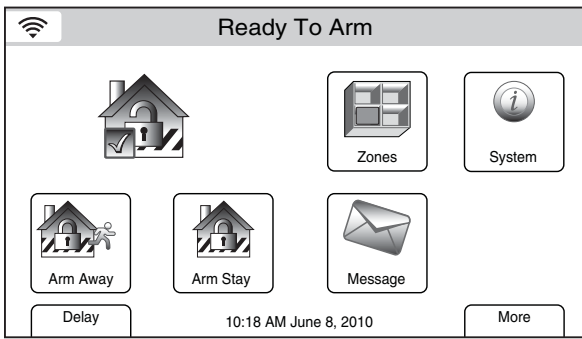 Ready To Arm
Zones
System
Arm Away
Arm Stay
Message
Delay
10:18 AM June 8, 2010
More